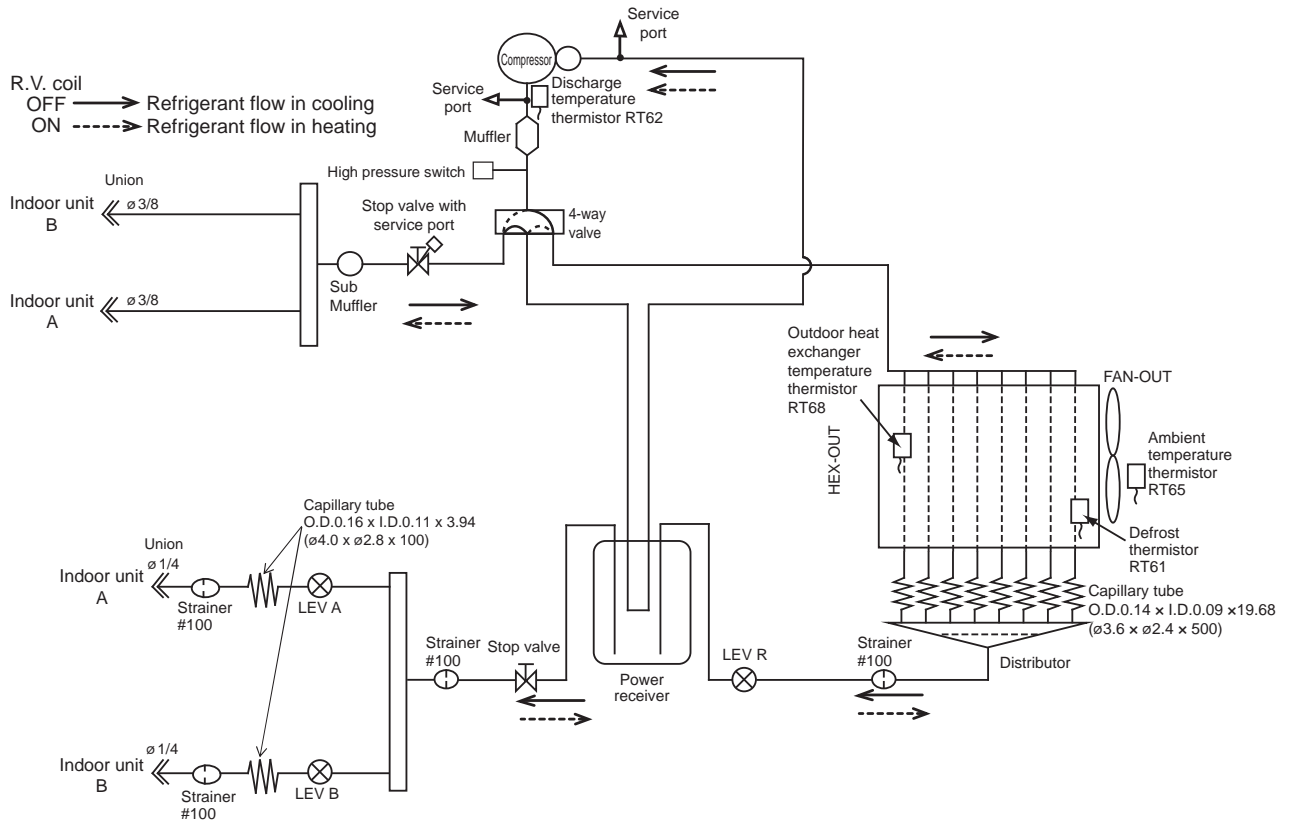 Service
port
Compressor
R.V. coil
OFF Refrigerant flow in cooling
ON Refrigerant flow in heating
Service
port
Discharge
temperature
thermistor RT62
Muffler
High pressure switch
Union
Indoor unit
B
ø 3/8
Stop valve with
service port
4-way
valve
Indoor unit
A
ø 3/8
Sub
Muffler
Outdoor heat
exchanger
temperature
thermistor
RT68
FAN-OUT
HEX-OUT
Ambient
temperature
thermistor
RT65
Defrost
thermistor
RT61
Capillary tube
O.D.0.16 x I.D.0.11 x 3.94
(ø4.0 x ø2.8 x 100)
Union
ø 1/4
Indoor unit
A
Strainer
#100
LEV A
Capillary tube
O.D.0.14 × I.D.0.09 ×19.68
(ø3.6 × ø2.4 × 500)
Strainer
#100
Stop valve
Power
receiver
LEV R
Strainer
#100
Distributor
ø 1/4
Indoor unit
B
Strainer
#100
LEV B